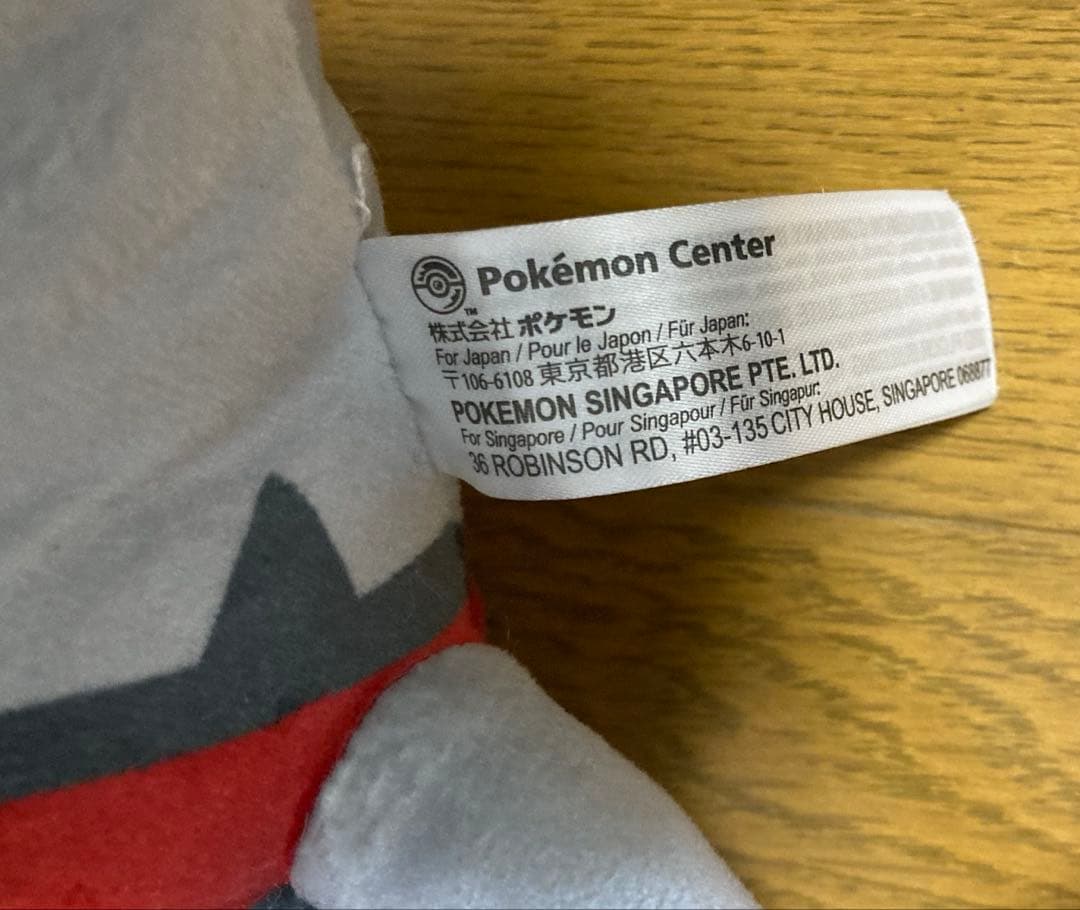 Pokémon Center
TM
株式会社 ポケモン
For Japan / Pour le Japon / Für Japan:
〒106-6108 東京都港区六本木6-10-1
POKEMON SINGAPORE PTE. LTD.
For Singapore / Pour Singapour / Für Singapur:
36 ROBINSON RD, #03-135 CITY HOUSE, SINGAPORE 068877